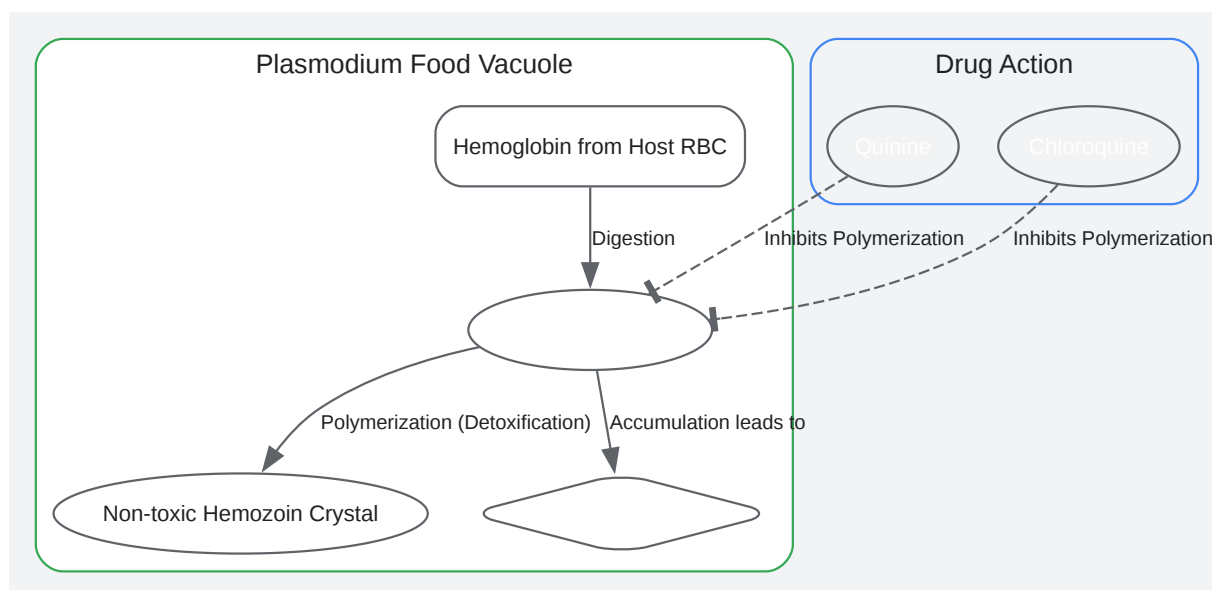 Plasmodium Food Vacuole
Drug Action
Hemoglobin from Host RBC
Quinine
Chloroquine
Digestion
Inhibits Polymerization
Inhibits Polymerization
Polymerization (Detoxification)
Accumulation leads to
Non-toxic Hemozoin Crystal